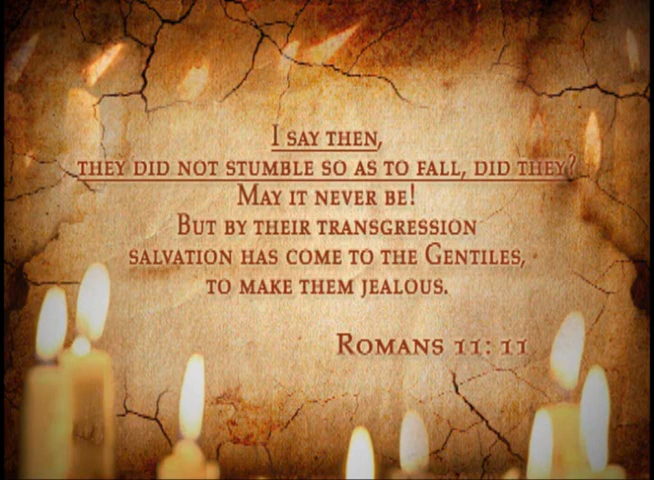 I say then,
they did not stumble so as to fall, did they?
May it never be!
But by their transgression
salvation has come to the Gentiles,
to make them jealous.
Romans 11:11